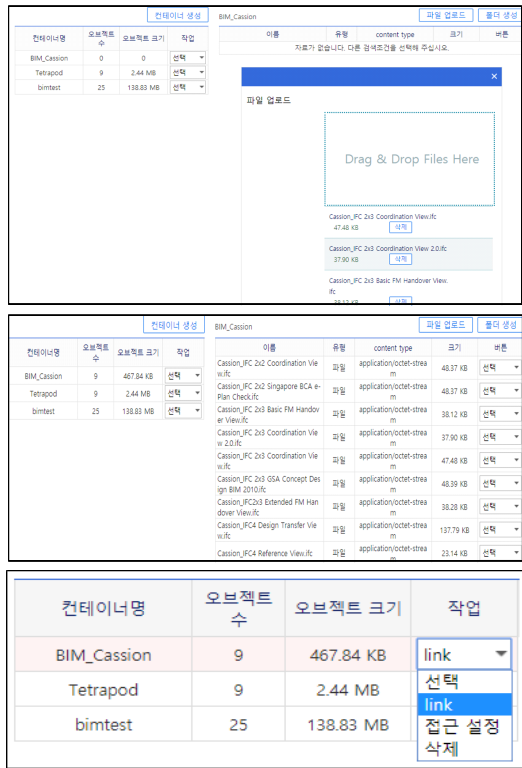 컨테이너 생성
컨테이너명 오브젝트 수 오브젝트 크기 작업
BIM_Cassion 0 0 선택
Tetrapod 9 2.44 MB 선택
bimtest 25 138.83 MB 선택
BIM_Cassion 파일 업로드 폴더 생성
이름 유형 content type 크기 버튼
자료가 없습니다. 다른 검색조건을 선택해 주십시오.
×
파일 업로드
Drag & Drop Files Here
Cassion_IFC 2x3 Coordination View.ifc
47.48 KB 삭제
Cassion_IFC 2x3 Coordination View 2.0.ifc
37.90 KB 삭제
Cassion_IFC 2x3 Basic FM Handover View.
ifc
38.12 KB 삭제
컨테이너 생성
컨테이너명 오브젝트 수 오브젝트 크기 작업
BIM_Cassion 9 467.84 KB 선택
Tetrapod 9 2.44 MB 선택
bimtest 25 138.83 MB 선택
BIM_Cassion 파일 업로드 폴더 생성
이름 유형 content type 크기 버튼
Cassion_IFC 2x2 Coordination Vie
w.ifc 파일 application/octet-strea
m 48.37 KB 선택
Cassion_IFC 2x2 Singapore BCA e-
Plan Check.ifc 파일 application/octet-strea
m 48.37 KB 선택
Cassion_IFC 2x3 Basic FM Handov
er View.ifc 파일 application/octet-strea
m 38.12 KB 선택
Cassion_IFC 2x3 Coordination Vie
w 2.0.ifc 파일 application/octet-strea
m 37.90 KB 선택
Cassion_IFC 2x3 Coordination Vie
w.ifc 파일 application/octet-strea
m 47.48 KB 선택
Cassion_IFC 2x3 GSA Concept Des
ign BIM 2010.ifc 파일 application/octet-strea
m 48.39 KB 선택
Cassion_IFC2x3 Extended FM Han
dover View.ifc 파일 application/octet-strea
m 38.28 KB 선택
Cassion_IFC4 Design Transfer Vie
w.ifc 파일 application/octet-strea
m 137.79 KB 선택
Cassion_IFC4 Reference View.ifc 파일 application/octet-strea
m 23.14 KB 선택
컨테이너명 오브젝트 수 오브젝트 크기 작업
BIM_Cassion 9 467.84 KB link
Tetrapod 9 2.44 MB
bimtest 25 138.83 MB
선택
link
접근 설정
삭제